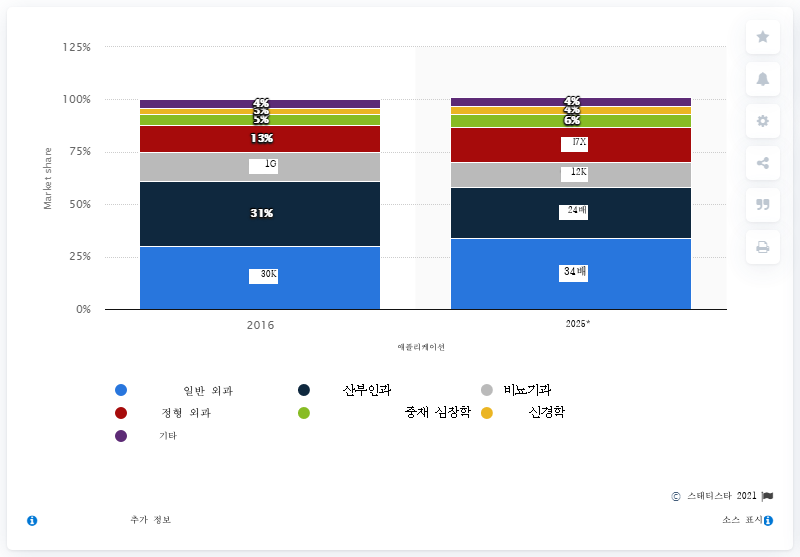 125%
100%
75%
50%
25%
0%
Market share
4%
3%
5%
13%
1G
31%
30K
4%
4%
6%
17X
12K
24배
34배
2016
2025*
애플리케이션
일반 외과
산부인과
비뇨기과
정형 외과
중재 심장학
신경학
기타
© 스태티스타 2021
추가 정보
소스 표시